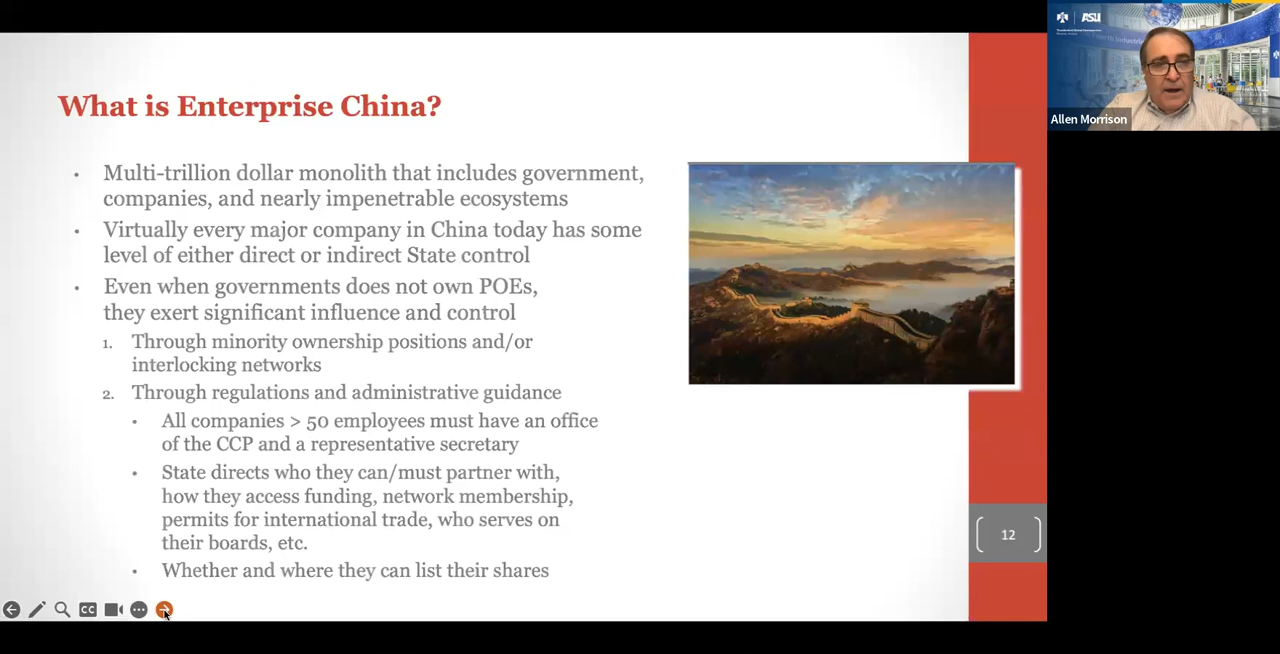 What is Enterprise China?
• Multi-trillion dollar monolith that includes government,
companies, and nearly impenetrable ecosystems
• Virtually every major company in China today has some
level of either direct or indirect State control
• Even when governments does not own POEs,
they exert significant influence and control
1. Through minority ownership positions and/or
interlocking networks
2. Through regulations and administrative guidance
• All companies > 50 employees must have an office
of the CCP and a representative secretary
• State directs who they can/must partner with,
how they access funding, network membership,
permits for international trade, who serves on
their boards, etc.
• Whether and where they can list their shares
12
CC
ASU
Allen Morrison